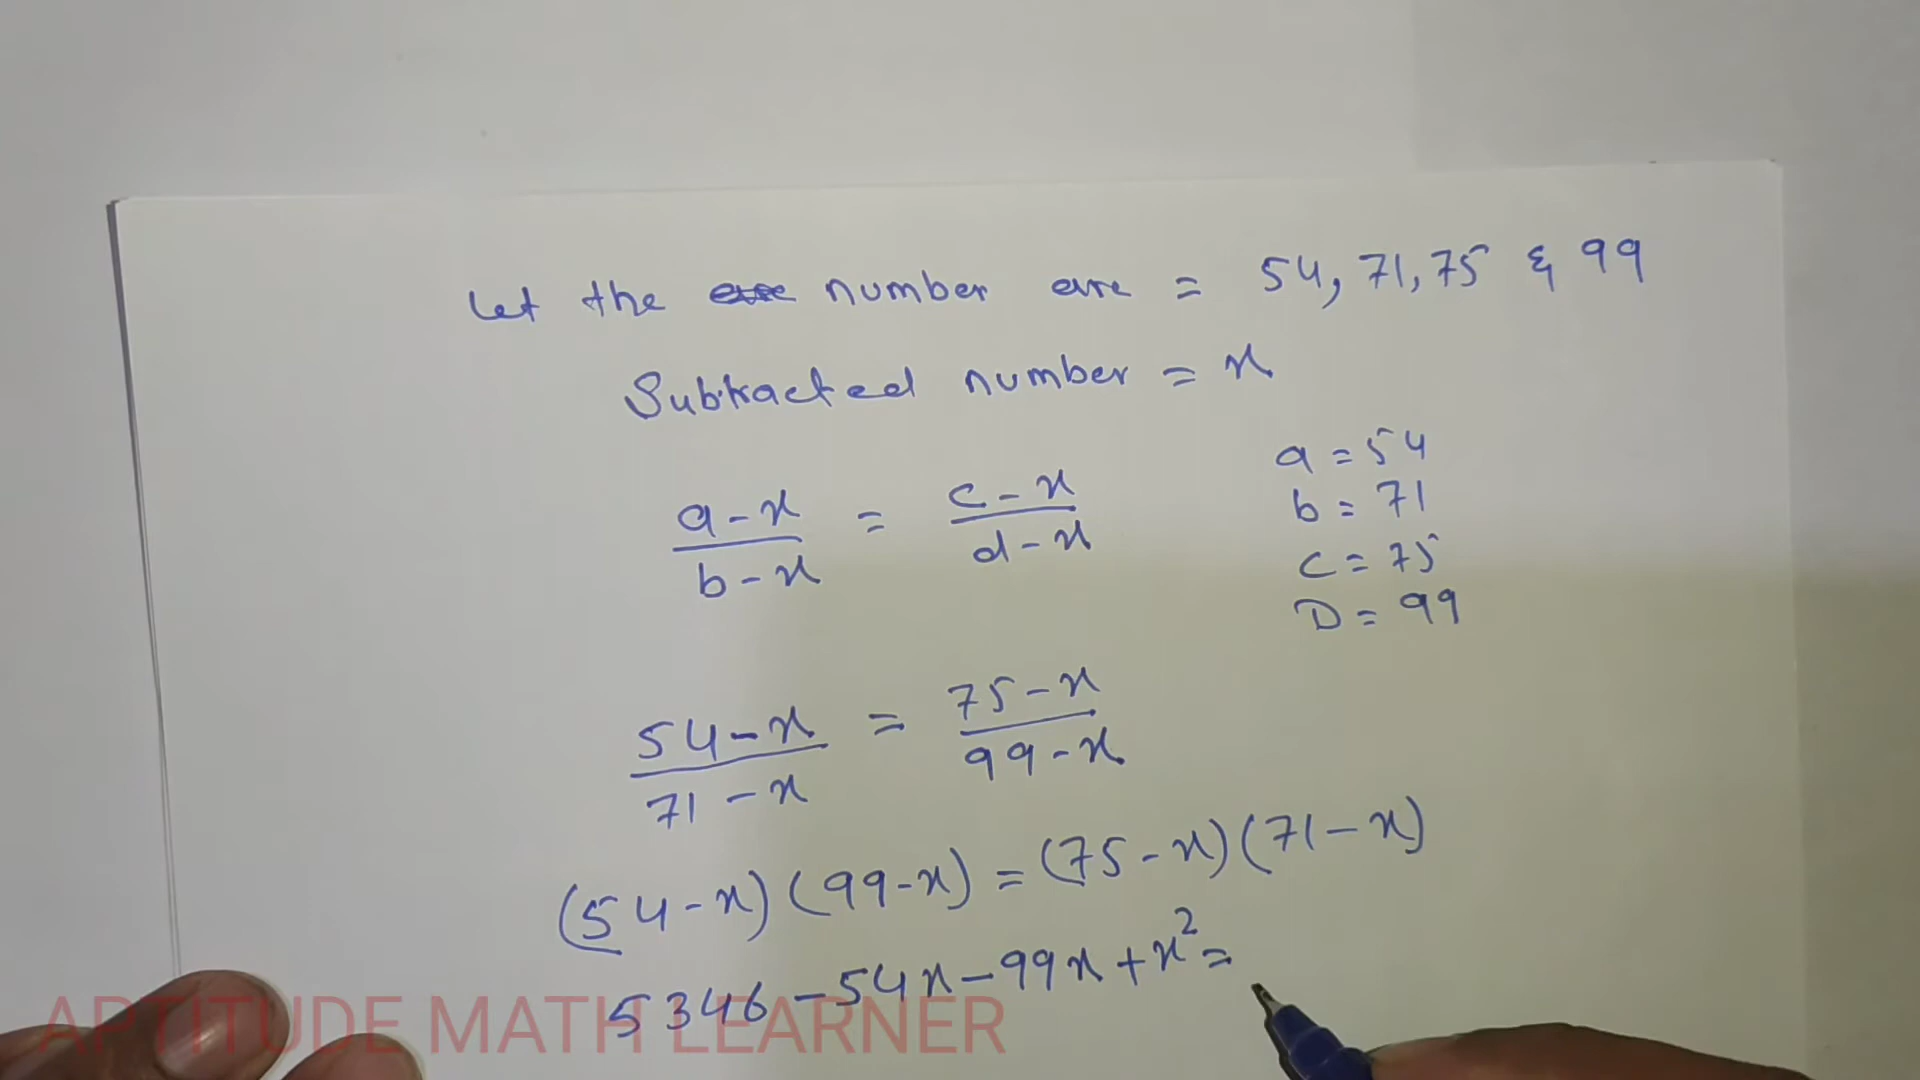 Let the number are = 54, 71, 75 & 99
Subtracted number = x
a-x/b-x = c-x/d-x
a = 54
b = 71
c = 75
D = 99
54-x/71-x = 75-x/99-x
(54-x)(99-x) = (75-x)(71-x)
5346-54x-99x+x² =
APTITUDE MATH LEARNER